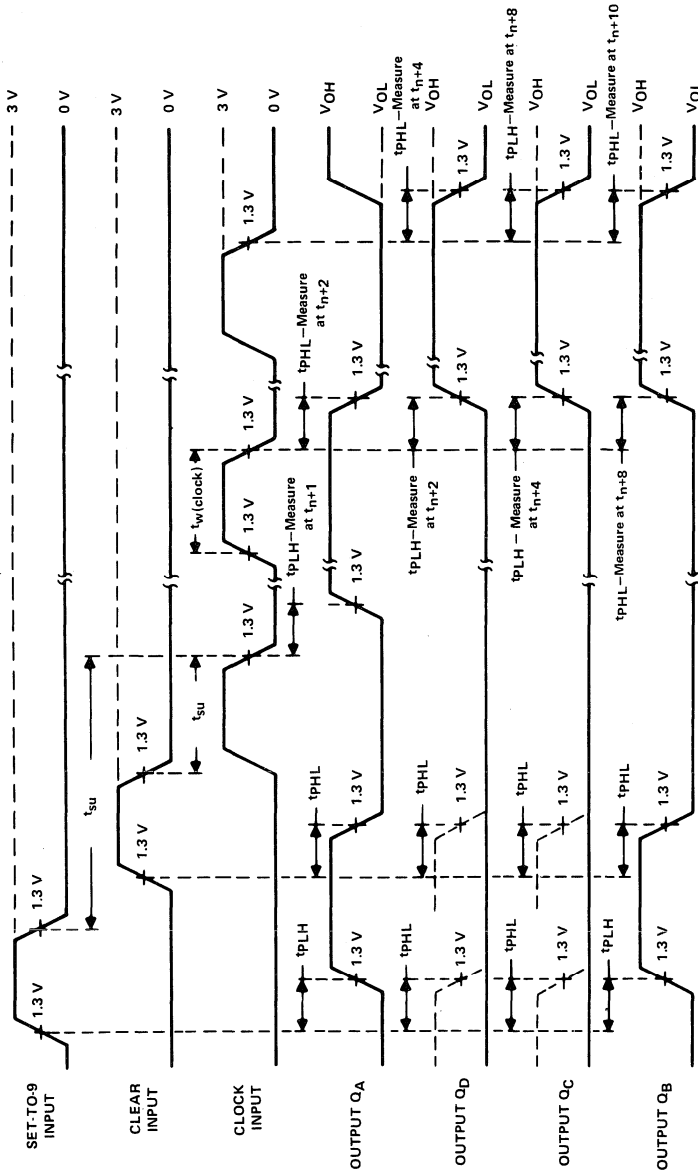 SET-TO-9
INPUT
1.3 V
1.3 V
3 V
0 V
tsu
CLEAR
INPUT
1.3 V
1.3 V
3 V
0 V
tsu
tw(clock)
CLOCK
INPUT
1.3 V
1.3 V
1.3 V
1.3 V
3 V
0 V
tPLH
tPHL
tPLH–Measure
at tn+1
tPHL–Measure
at tn+2
OUTPUT QA
1.3 V
1.3 V
1.3 V
1.3 V
VOH
VOL
tPHL
tPHL
tPLH–Measure
at tn+2
tPHL–Measure
at tn+4
OUTPUT QD
1.3 V
1.3 V
1.3 V
1.3 V
VOH
VOL
tPHL
tPHL
tPLH – Measure
at tn+4
tPLH–Measure at tn+8
OUTPUT QC
1.3 V
1.3 V
1.3 V
1.3 V
VOH
VOL
tPLH
tPHL
tPHL–Measure at tn+8
tPHL–Measure at tn+10
OUTPUT QB
1.3 V
1.3 V
1.3 V
1.3 V
VOH
VOL